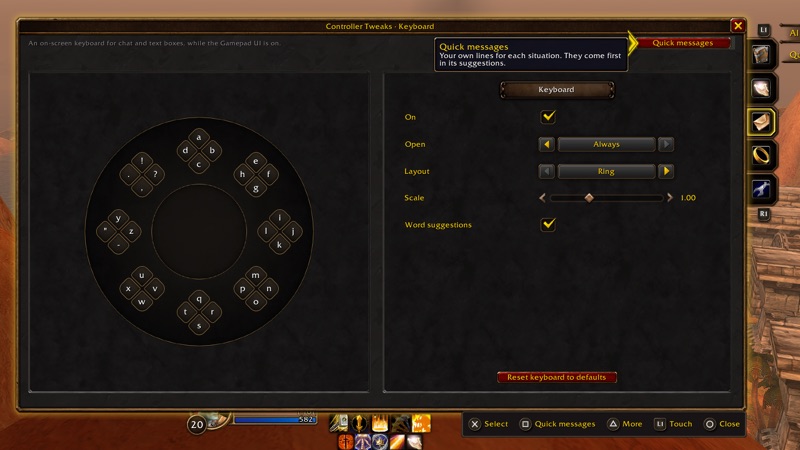 Controller Tweaks - Keyboard
An on-screen keyboard for chat and text boxes, while the Gamepad UI is on.
Quick messages
Your own lines for each situation. They come first
in its suggestions.
Quick messages
L1
Keyboard
On
Open
Always
Layout
Ring
Scale
1.00
Word suggestions
a
d b
c
! 
. ?
,
e
h f
g
y
" z
-
i
l j
k
u
x v
w
m
p n
o
q
t r
s
R1
Reset keyboard to defaults
20
582
Select
Quick messages
More
L1 Touch
Close